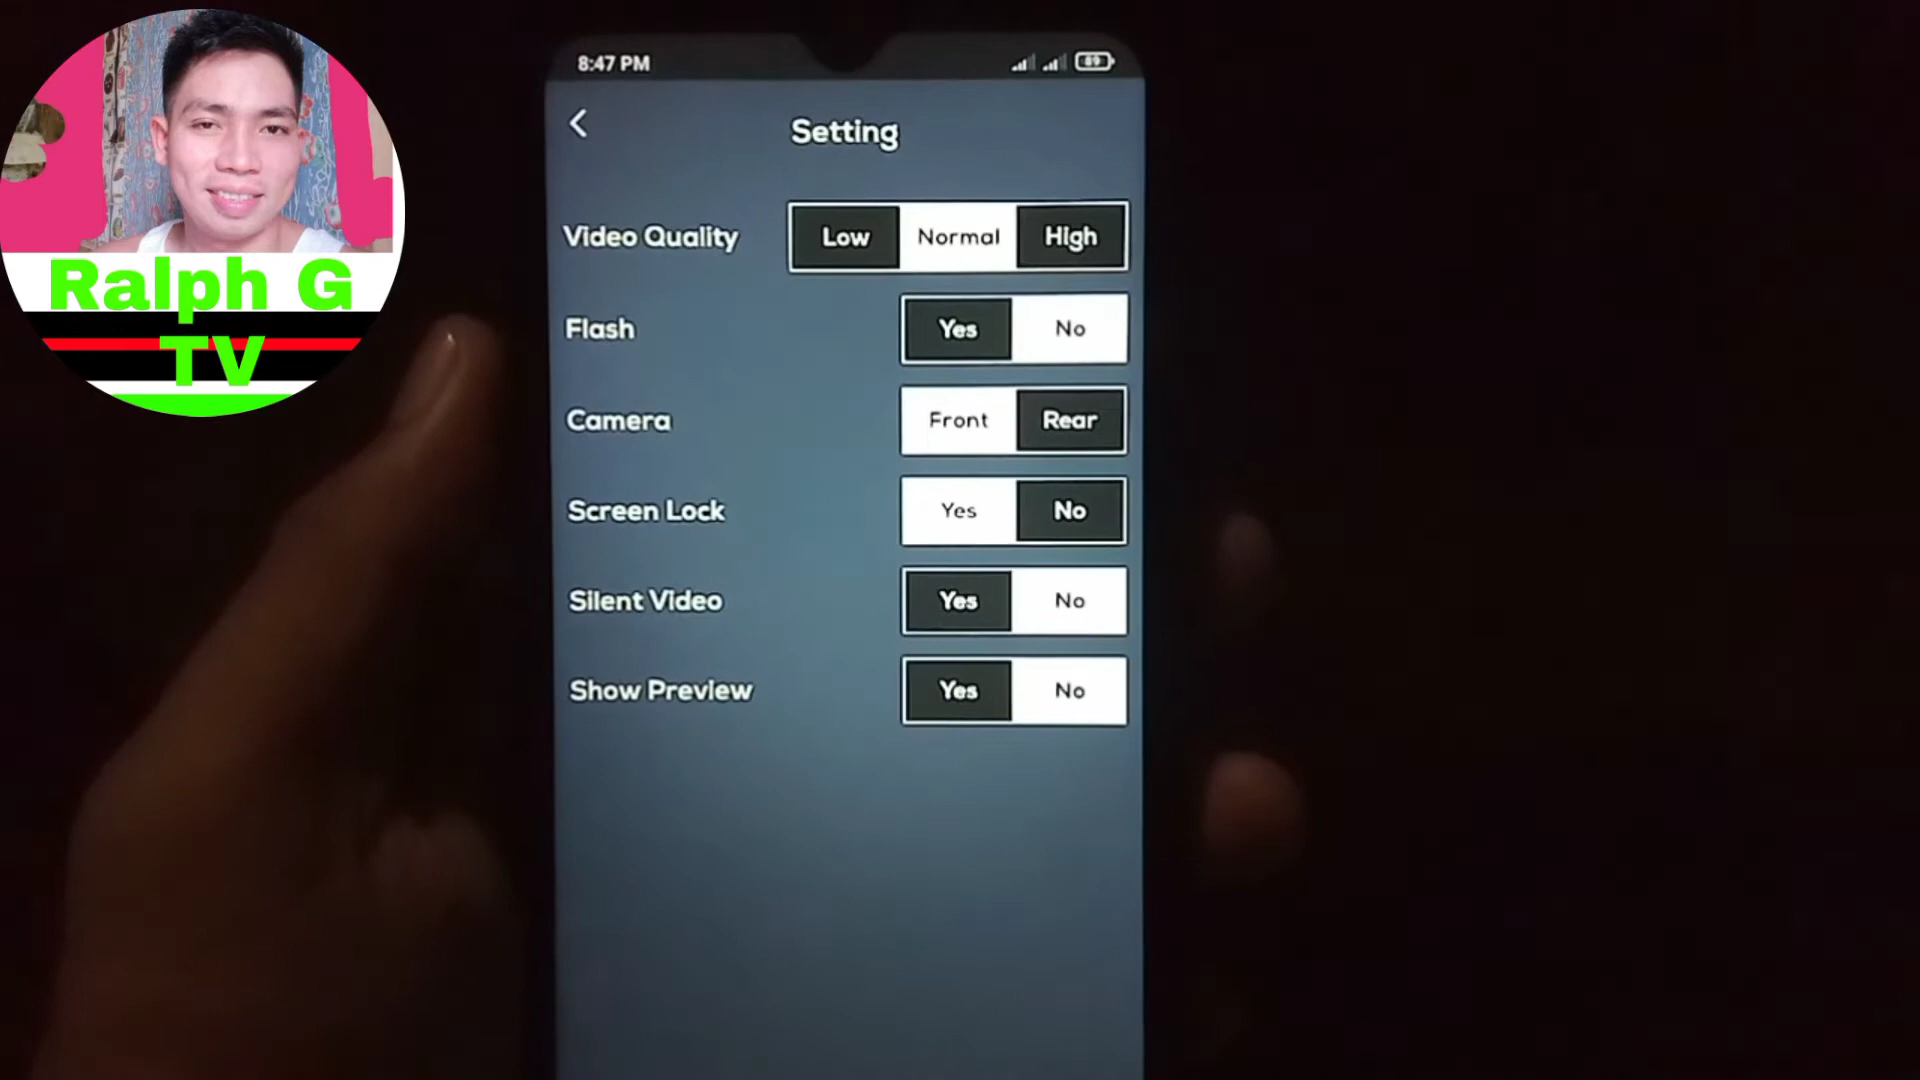 Ralph G
TV
8:47 PM
89
Setting
Video Quality Low Normal High
Flash Yes No
Camera Front Rear
Screen Lock Yes No
Silent Video Yes No
Show Preview Yes No